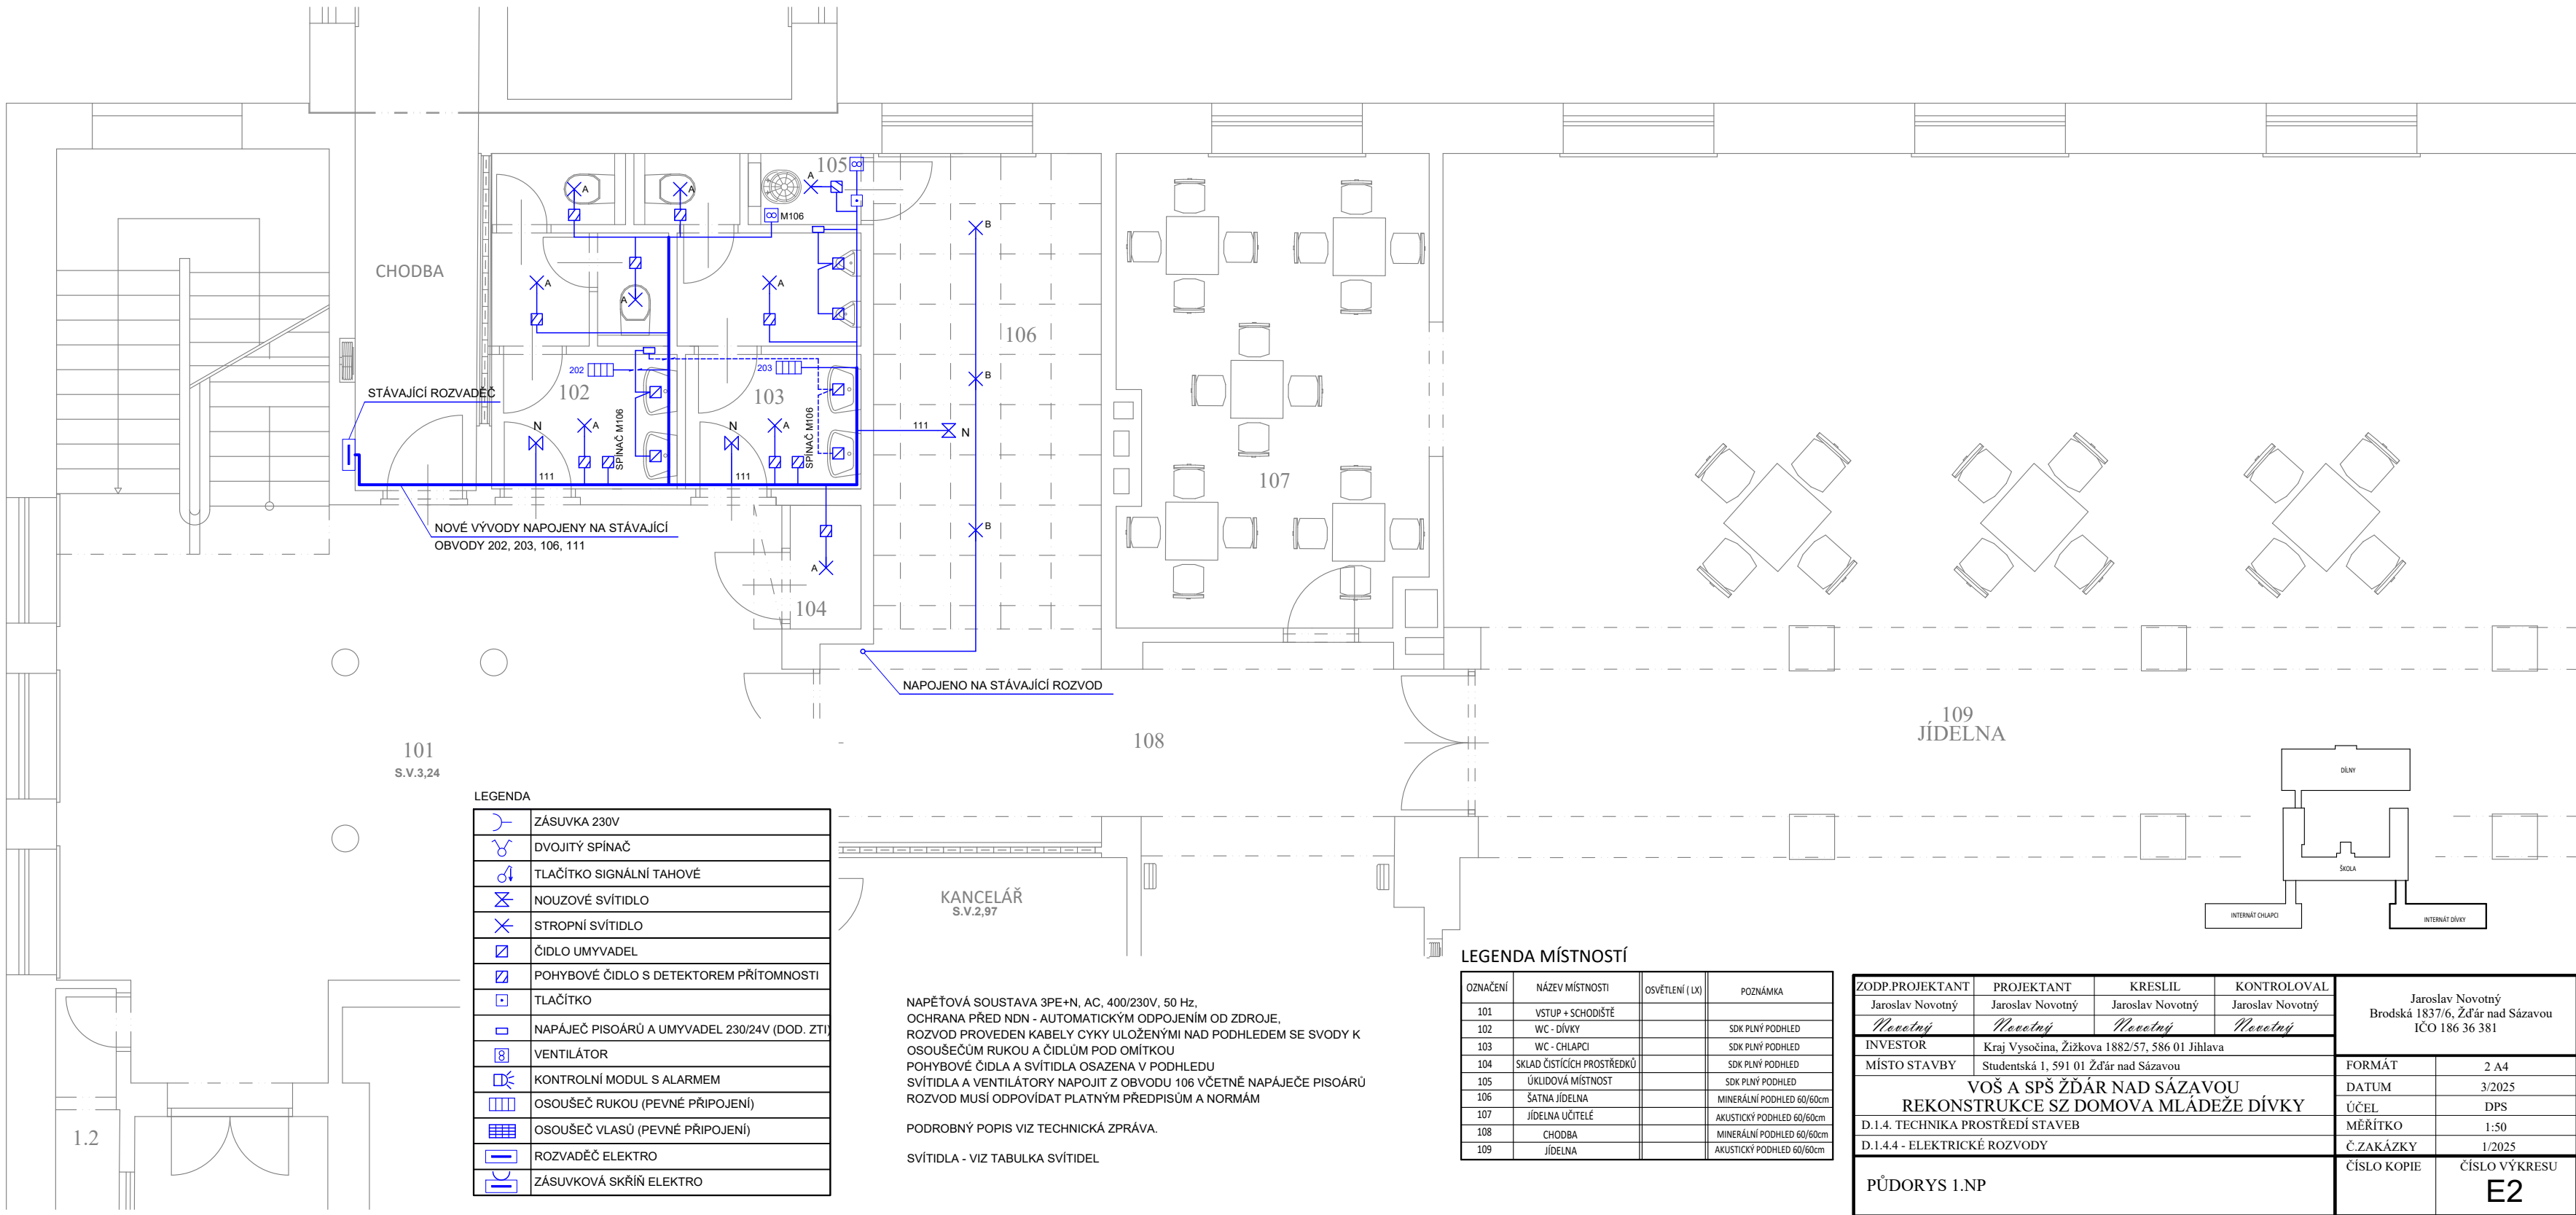 105
A
A
A
M106
B
CHODBA
A
A
A
106
B
202
203
STÁVAJÍCÍ ROZVADĚČ
102
103
SPÍNAČ M106
SPÍNAČ M106
N
A
N
A
111
N
111
111
107
B
NOVÉ VÝVODY NAPOJENY NA STÁVAJÍCÍ
OBVODY 202, 203, 106, 111
A
104
NAPOJENO NA STÁVAJÍCÍ ROZVOD
101
S.V.3,24
108
109
JÍDELNA
KANCELÁŘ
S.V.2,97
1.2
DÍLNY
ŠKOLA
INTERNÁT CHLAPCI
INTERNÁT DÍVKY
LEGENDA
ZÁSUVKA 230V
DVOJITÝ SPÍNAČ
TLAČÍTKO SIGNÁLNÍ TAHOVÉ
NOUZOVÉ SVÍTIDLO
STROPNÍ SVÍTIDLO
ČIDLO UMYVADEL
POHYBOVÉ ČIDLO S DETEKTOREM PŘÍTOMNOSTI
TLAČÍTKO
NAPÁJEČ PISOÁRŮ A UMYVADEL 230/24V (DOD. ZTI)
VENTILÁTOR
KONTROLNÍ MODUL S ALARMEM
OSOUŠEČ RUKOU (PEVNÉ PŘIPOJENÍ)
OSOUŠEČ VLASŮ (PEVNÉ PŘIPOJENÍ)
ROZVADĚČ ELEKTRO
ZÁSUVKOVÁ SKŘÍŇ ELEKTRO
NAPĚŤOVÁ SOUSTAVA 3PE+N, AC, 400/230V, 50 Hz,
OCHRANA PŘED NDN - AUTOMATICKÝM ODPOJENÍM OD ZDROJE,
ROZVOD PROVEDEN KABELY CYKY ULOŽENÝMI NAD PODHLEDEM SE SVODY K
OSOUŠEČŮM RUKOU A ČIDLŮM POD OMÍTKOU
POHYBOVÉ ČIDLA A SVÍTIDLA OSAZENA V PODHLEDU
SVÍTIDLA A VENTILÁTORY NAPOJIT Z OBVODU 106 VČETNĚ NAPÁJEČE PISOÁRŮ
ROZVOD MUSÍ ODPOVÍDAT PLATNÝM PŘEDPISŮM A NORMÁM
PODROBNÝ POPIS VIZ TECHNICKÁ ZPRÁVA.
SVÍTIDLA - VIZ TABULKA SVÍTIDEL
LEGENDA MÍSTNOSTÍ
OZNAČENÍ NÁZEV MÍSTNOSTI OSVĚTLENÍ ( LX) POZNÁMKA
101 VSTUP + SCHODIŠTĚ
102 WC - DÍVKY SDK PLNÝ PODHLED
103 WC - CHLAPCI SDK PLNÝ PODHLED
104 SKLAD ČISTÍCÍCH PROSTŘEDKŮ SDK PLNÝ PODHLED
105 ÚKLIDOVÁ MÍSTNOST SDK PLNÝ PODHLED
106 ŠATNA JÍDELNA MINERÁLNÍ PODHLED 60/60cm
107 JÍDELNA UČITELÉ AKUSTICKÝ PODHLED 60/60cm
108 CHODBA MINERÁLNÍ PODHLED 60/60cm
109 JÍDELNA AKUSTICKÝ PODHLED 60/60cm
ZODP.PROJEKTANT PROJEKTANT KRESLIL KONTROLOVAL
Jaroslav Novotný Jaroslav Novotný Jaroslav Novotný Jaroslav Novotný
Novotný Novotný Novotný Novotný
Jaroslav Novotný
Brodská 1837/6, Žďár nad Sázavou
IČO 186 36 381
INVESTOR Kraj Vysočina, Žižkova 1882/57, 586 01 Jihlava
MÍSTO STAVBY Studentská 1, 591 01 Žďár nad Sázavou
VOŠ A SPŠ ŽĎÁR NAD SÁZAVOU
REKONSTRUKCE SZ DOMOVA MLÁDEŽE DÍVKY
D.1.4. TECHNIKA PROSTŘEDÍ STAVEB
D.1.4.4 - ELEKTRICKÉ ROZVODY
PŮDORYS 1.NP
FORMÁT 2 A4
DATUM 3/2025
ÚČEL DPS
MĚŘÍTKO 1:50
Č.ZAKÁZKY 1/2025
ČÍSLO KOPIE ČÍSLO VÝKRESU
E2